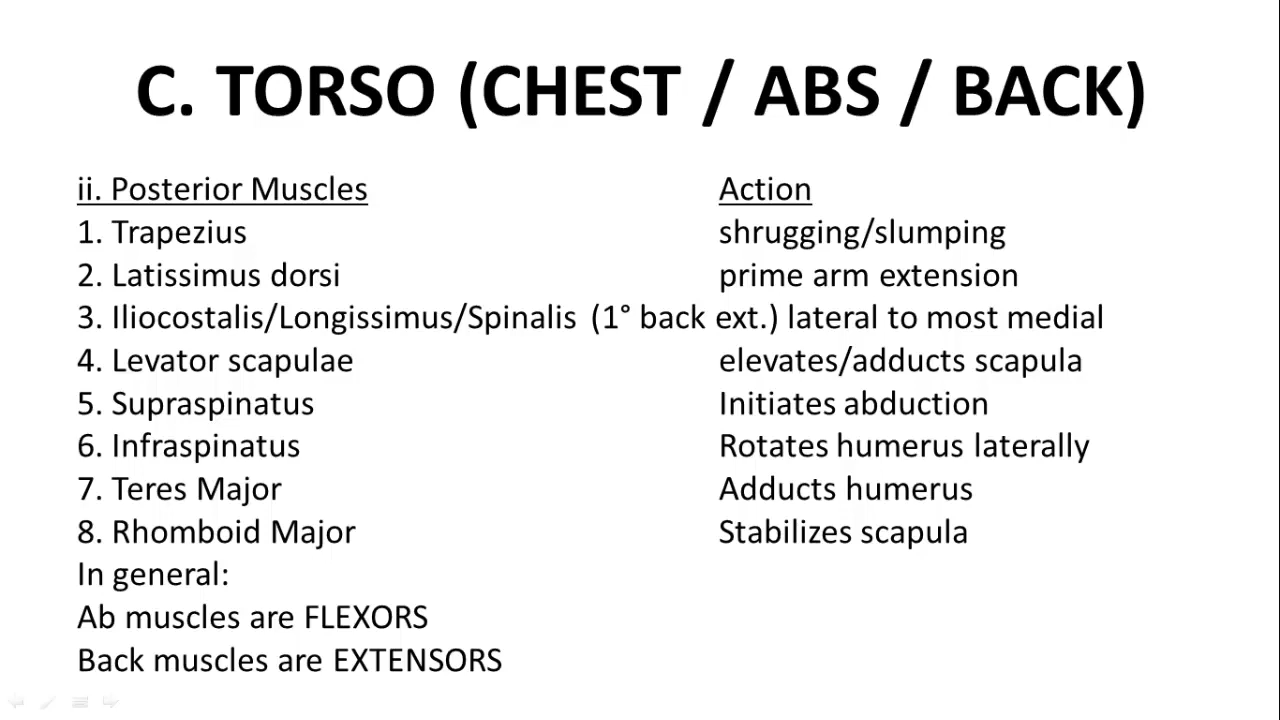 C. TORSO (CHEST / ABS / BACK)
ii. Posterior Muscles Action
1. Trapezius shrugging/slumping
2. Latissimus dorsi prime arm extension
3. Iliocostalis/Longissimus/Spinalis (1° back ext.) lateral to most medial
4. Levator scapulae elevates/adducts scapula
5. Supraspinatus Initiates abduction
6. Infraspinatus Rotates humerus laterally
7. Teres Major Adducts humerus
8. Rhomboid Major Stabilizes scapula
In general:
Ab muscles are FLEXORS
Back muscles are EXTENSORS